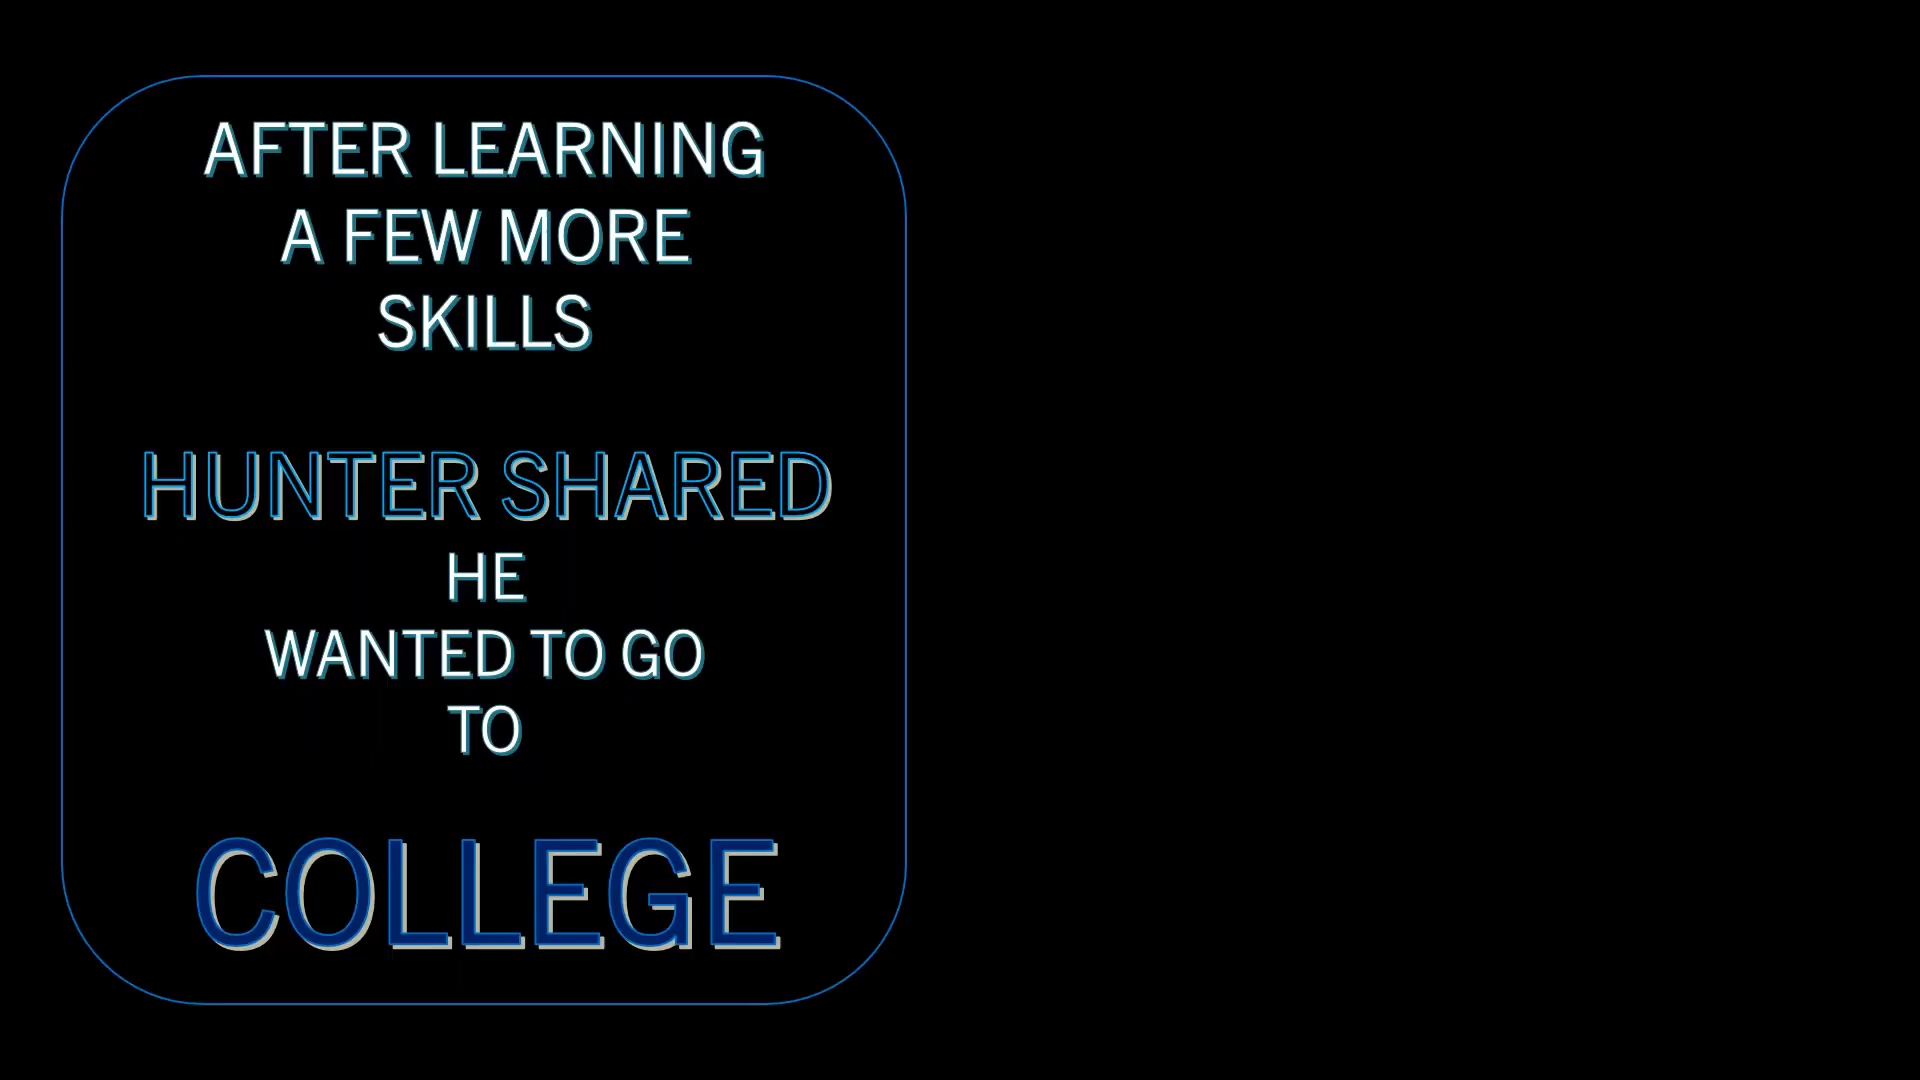 AFTER LEARNING
A FEW MORE
SKILLS
HUNTER SHARED
HE
WANTED TO GO
TO
COLLEGE